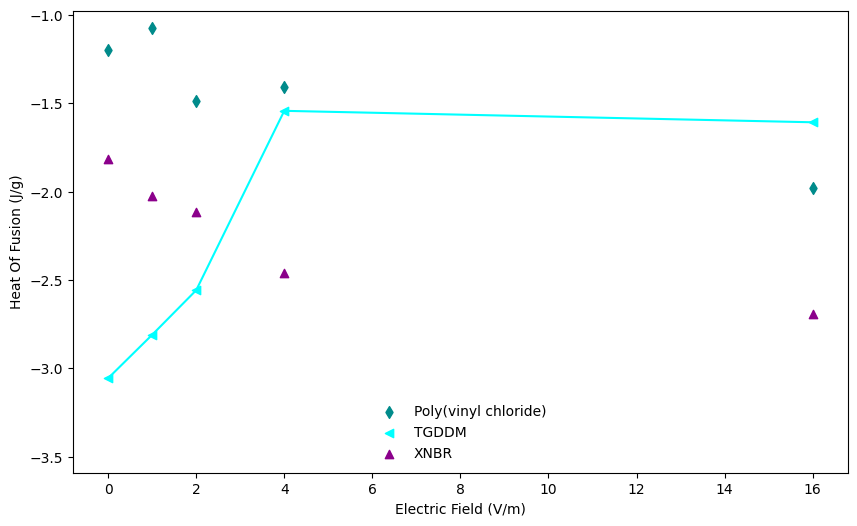 −1.0
−1.5
−2.0
−2.5
−3.0
−3.5
Heat Of Fusion (J/g)
Poly(vinyl chloride)
TGDDM
XNBR
0 2 4 6 8 10 12 14 16
Electric Field (V/m)